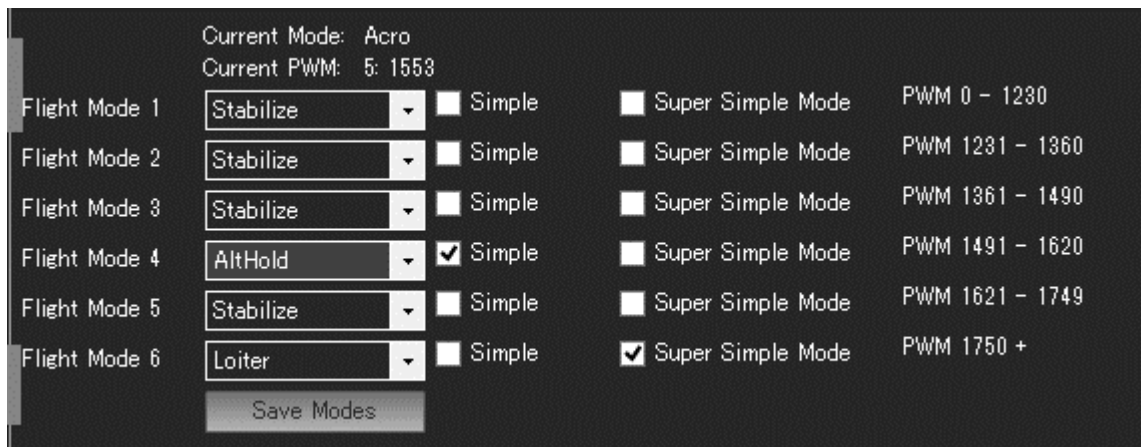 Current Mode: Acro
Current PWM: 5: 1553
Flight Mode 1 Stabilize Simple Super Simple Mode PWM 0 - 1230
Flight Mode 2 Stabilize Simple Super Simple Mode PWM 1231 - 1360
Flight Mode 3 Stabilize Simple Super Simple Mode PWM 1361 - 1490
Flight Mode 4 AltHold Simple Super Simple Mode PWM 1491 - 1620
Flight Mode 5 Stabilize Simple Super Simple Mode PWM 1621 - 1749
Flight Mode 6 Loiter Simple Super Simple Mode PWM 1750 +
Save Modes